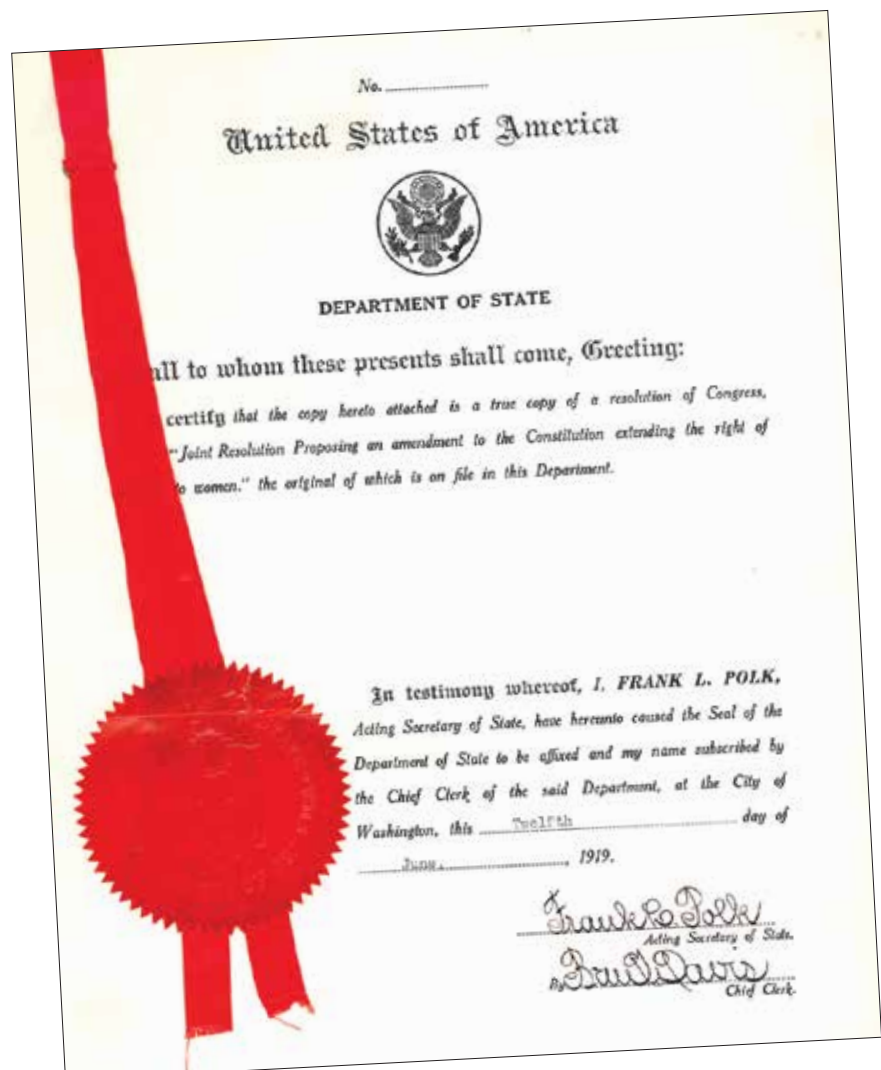 No.
United States of America
DEPARTMENT OF STATE
all to whom these presents shall come, Greeting:
certify that the copy hereto attached is a true copy of a resolution of Congress,
"Joint Resolution Proposing an amendment to the Constitution extending the right of
to women." the original of which is on file in this Department.
In testimony whereof, I, FRANK L. POLK,
Acting Secretary of State, have hereunto caused the Seal of the
Department of State to be affixed and my name subscribed by
the Chief Clerk of the said Department, at the City of
Washington, this Twelfth day of
June, 1919.
Frank L. Polk
Acting Secretary of State.
By Davis
Chief Clerk.